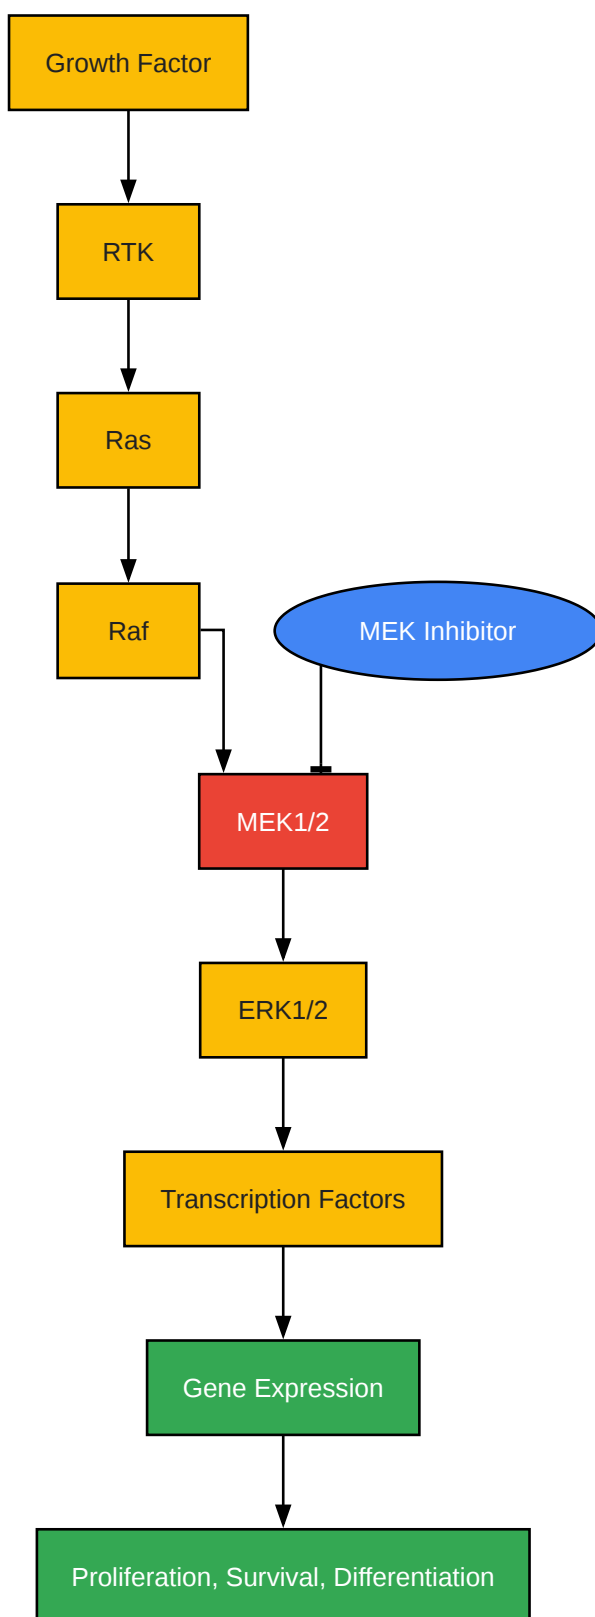 Growth Factor
RTK
Ras
Raf
MEK Inhibitor
MEK1/2
ERK1/2
Transcription Factors
Gene Expression
Proliferation, Survival, Differentiation